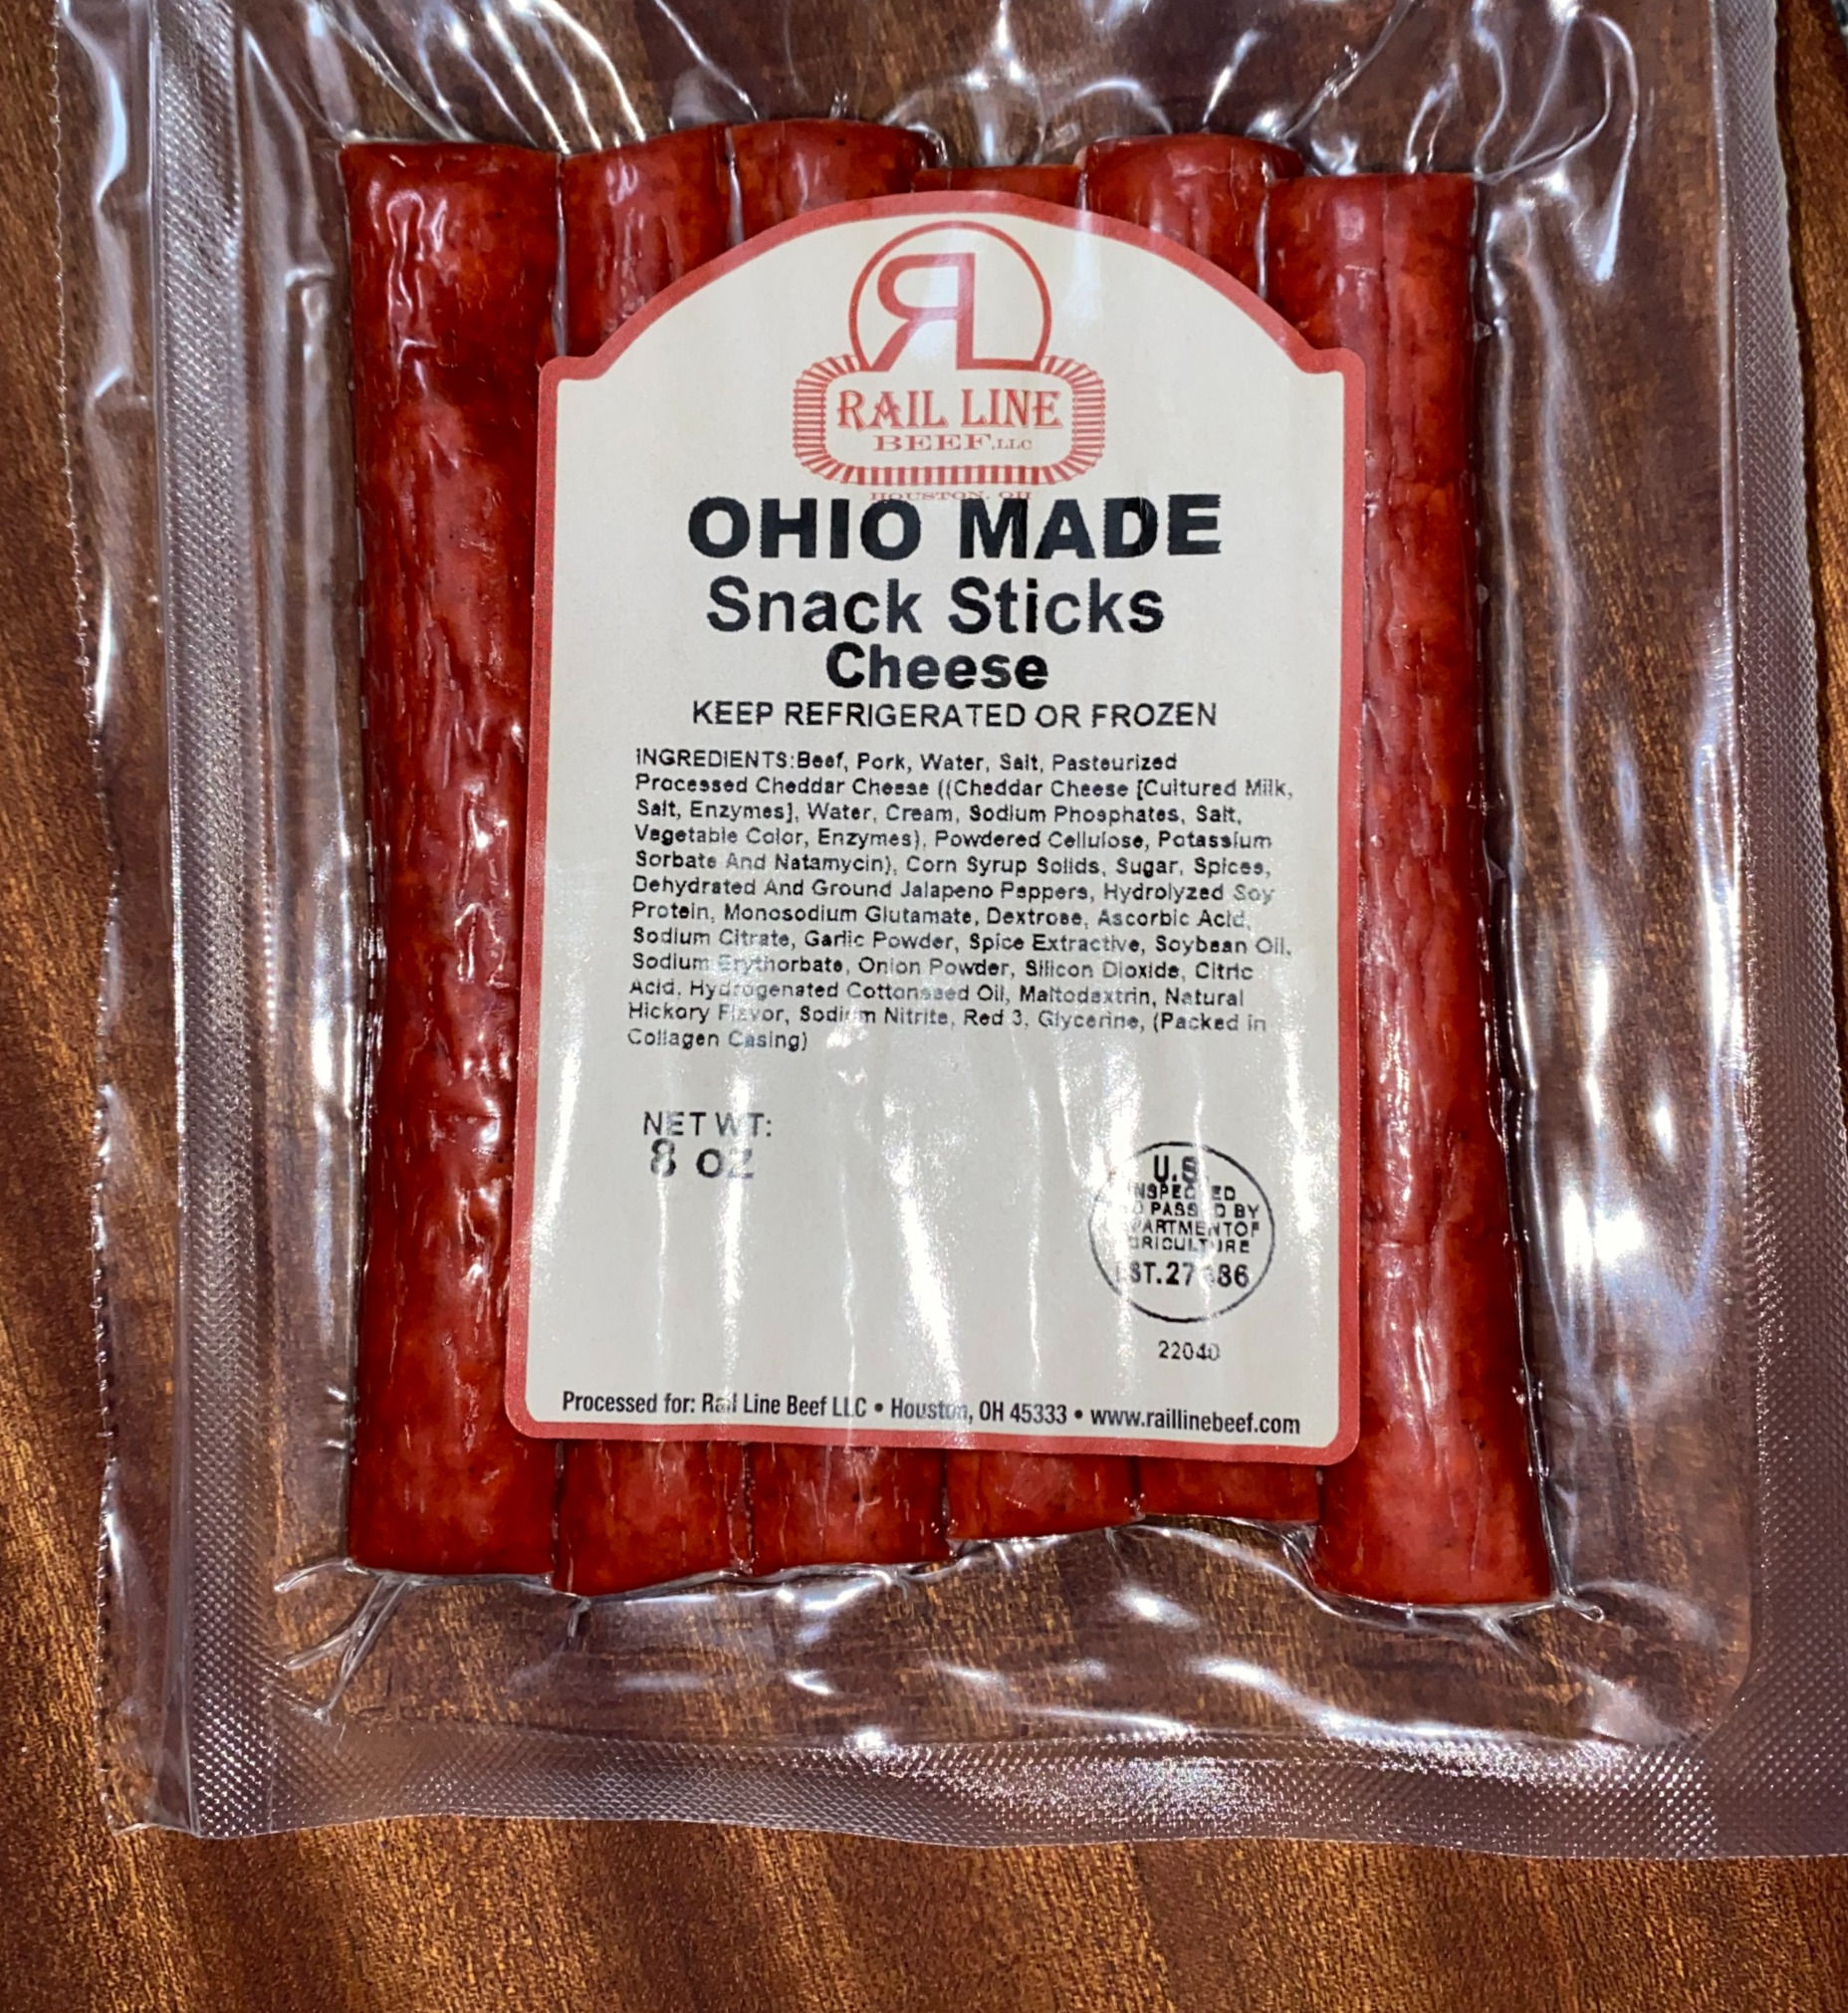 RL
RAIL LINE
BEEF, LLC
HOUSTON, OH
OHIO MADE
Snack Sticks
Cheese
KEEP REFRIGERATED OR FROZEN
INGREDIENTS:Beef, Pork, Water, Salt, Pasteurized
Processed Cheddar Cheese ((Cheddar Cheese [Cultured Milk,
Salt, Enzymes], Water, Cream, Sodium Phosphates, Salt,
Vegetable Color, Enzymes), Powdered Cellulose, Potassium
Sorbate And Natamycin), Corn Syrup Solids, Sugar, Spices,
Dehydrated And Ground Jalapeno Peppers, Hydrolyzed Soy
Protein, Monosodium Glutamate, Dextrose, Ascorbic Acid,
Sodium Citrate, Garlic Powder, Spice Extractive, Soybean Oil,
Sodium Erythorbate, Onion Powder, Silicon Dioxide, Citric
Acid, Hydrogenated Cottonseed Oil, Maltodextrin, Natural
Hickory Flavor, Sodium Nitrite, Red 3, Glycerine, (Packed in
Collagen Casing)
NET WT:
8 OZ
U.S.
INSPECTED
AND PASSED BY
DEPARTMENT OF
AGRICULTURE
22040
Processed for: Rail Line Beef LLC • Houston, OH 45333 • www.raillinebeef.com